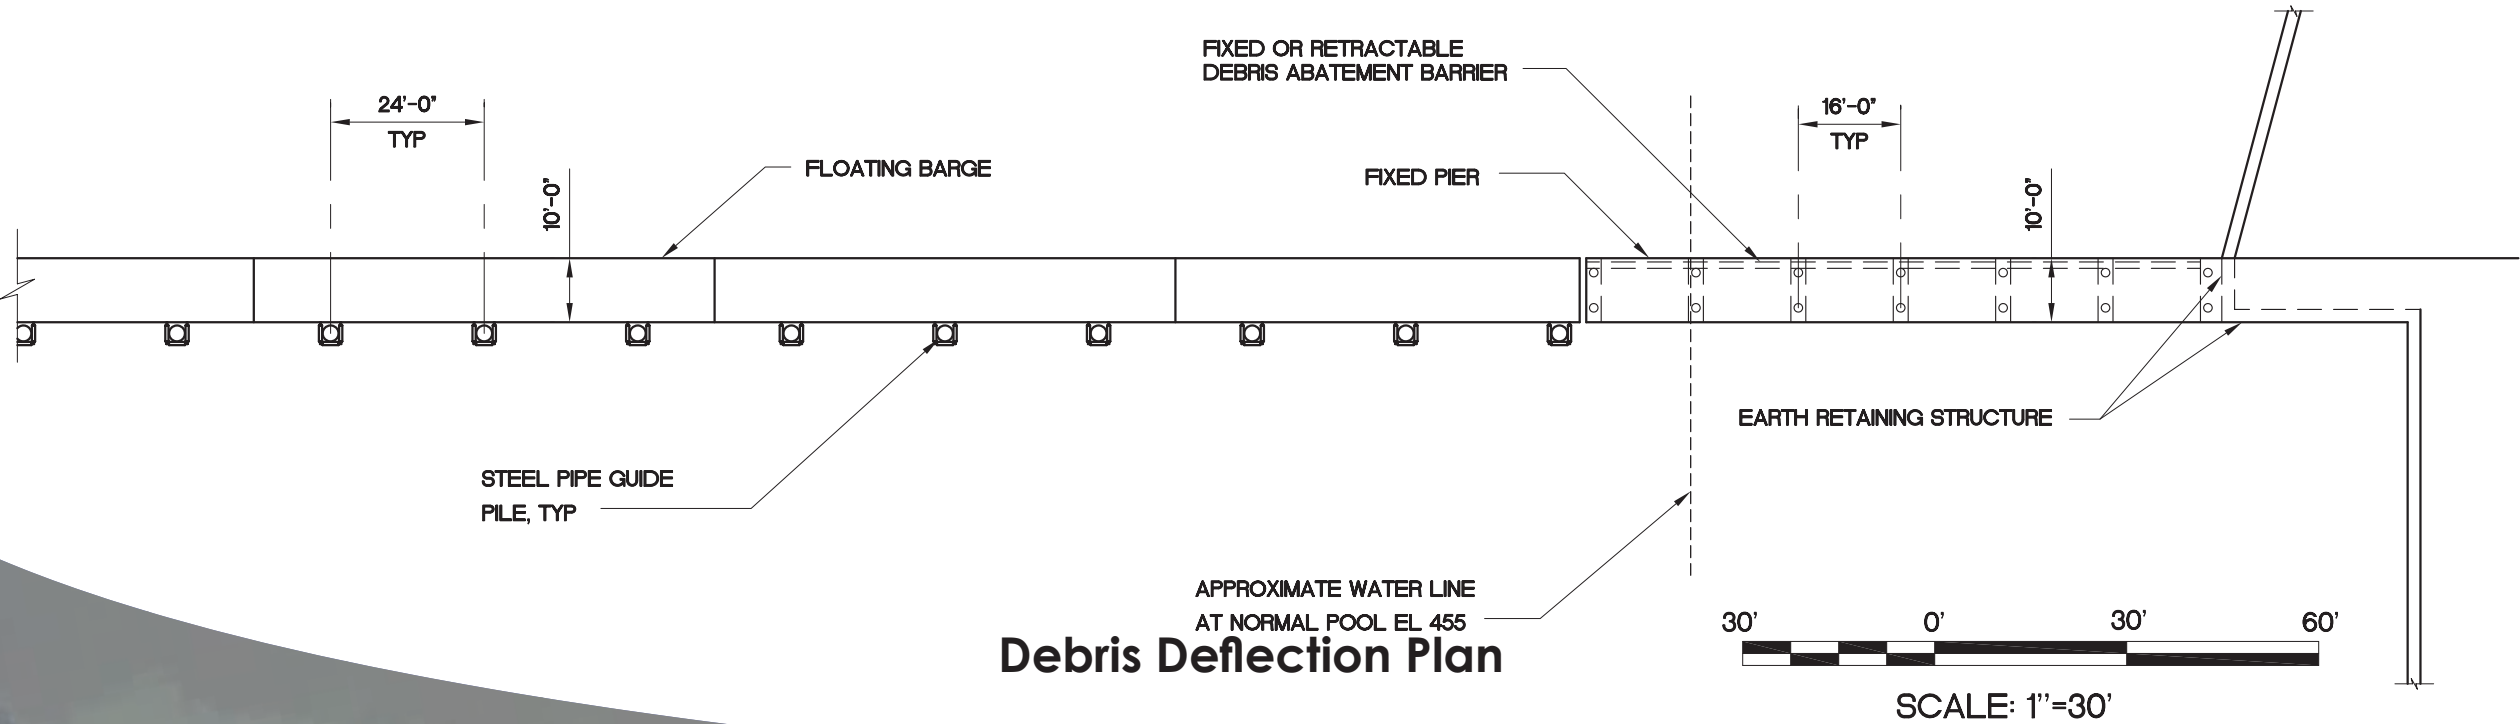 FIXED OR RETRACTABLE
DEBRIS ABATEMENT BARRIER
24'-0"
TYP
16'-0"
TYP
FLOATING BARGE
FIXED PIER
10'-0"
10'-0"
EARTH RETAINING STRUCTURE
STEEL PIPE GUIDE
PILE, TYP
APPROXIMATE WATER LINE
AT NORMAL POOL EL 455
Debris Deflection Plan
30' 0' 30' 60'
SCALE: 1"=30'